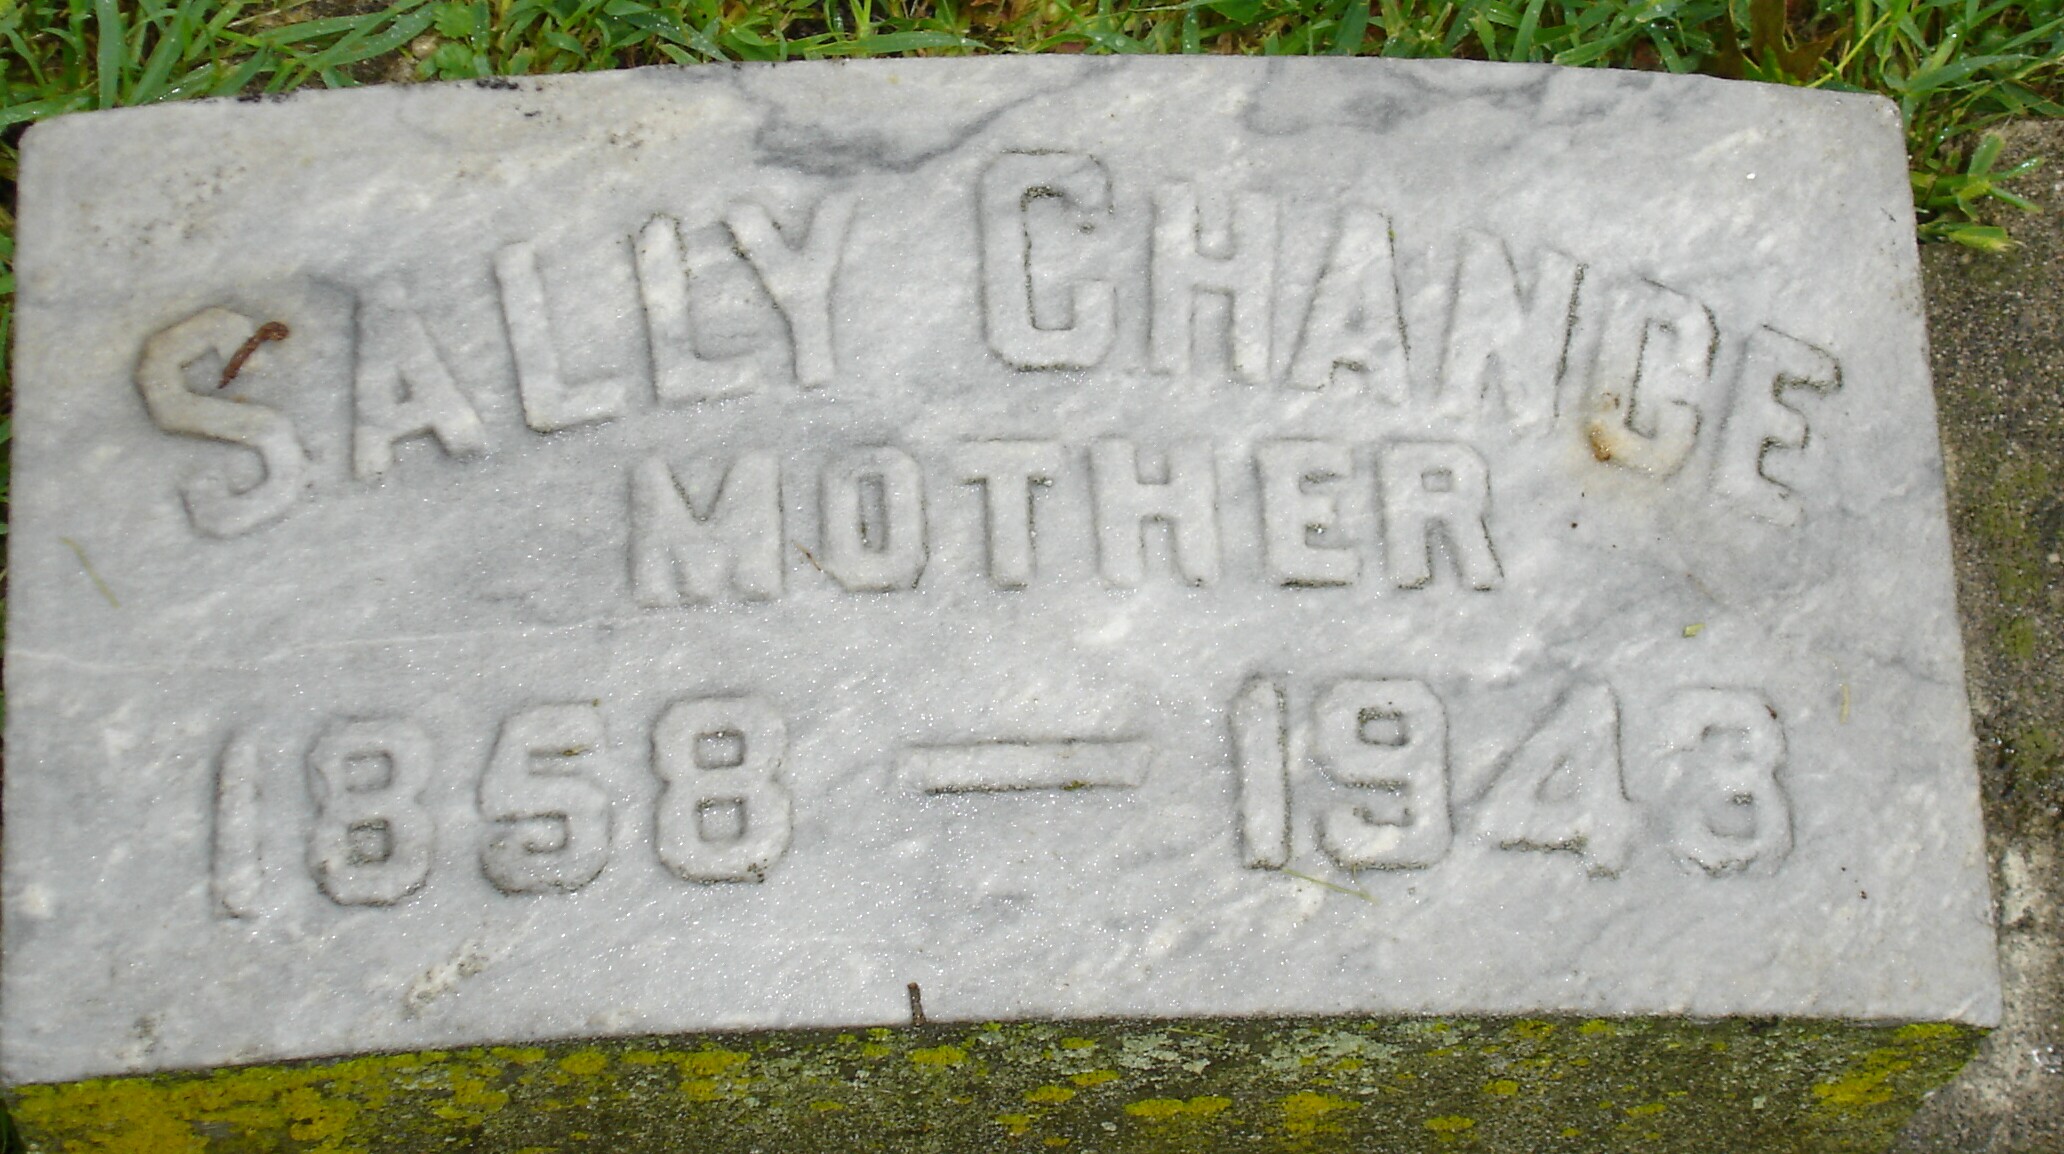 SALLY CHANCE
MOTHER
1858 — 1943